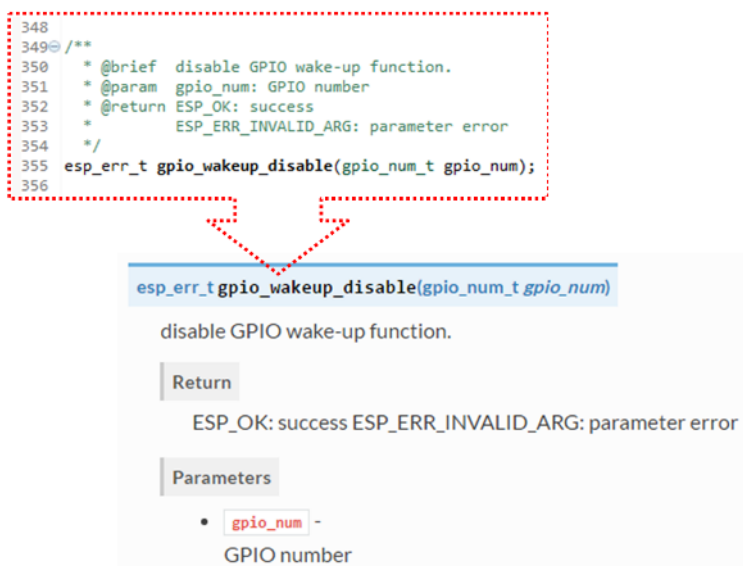 348
349 /**
350 * @brief disable GPIO wake-up function.
351 * @param gpio_num: GPIO number
352 * @return ESP_OK: success
353 * ESP_ERR_INVALID_ARG: parameter error
354 */
355 esp_err_t gpio_wakeup_disable(gpio_num_t gpio_num);
356
esp_err_t gpio_wakeup_disable(gpio_num_t gpio_num)
disable GPIO wake-up function.
Return
ESP_OK: success ESP_ERR_INVALID_ARG: parameter error
Parameters
• gpio_num -
GPIO number